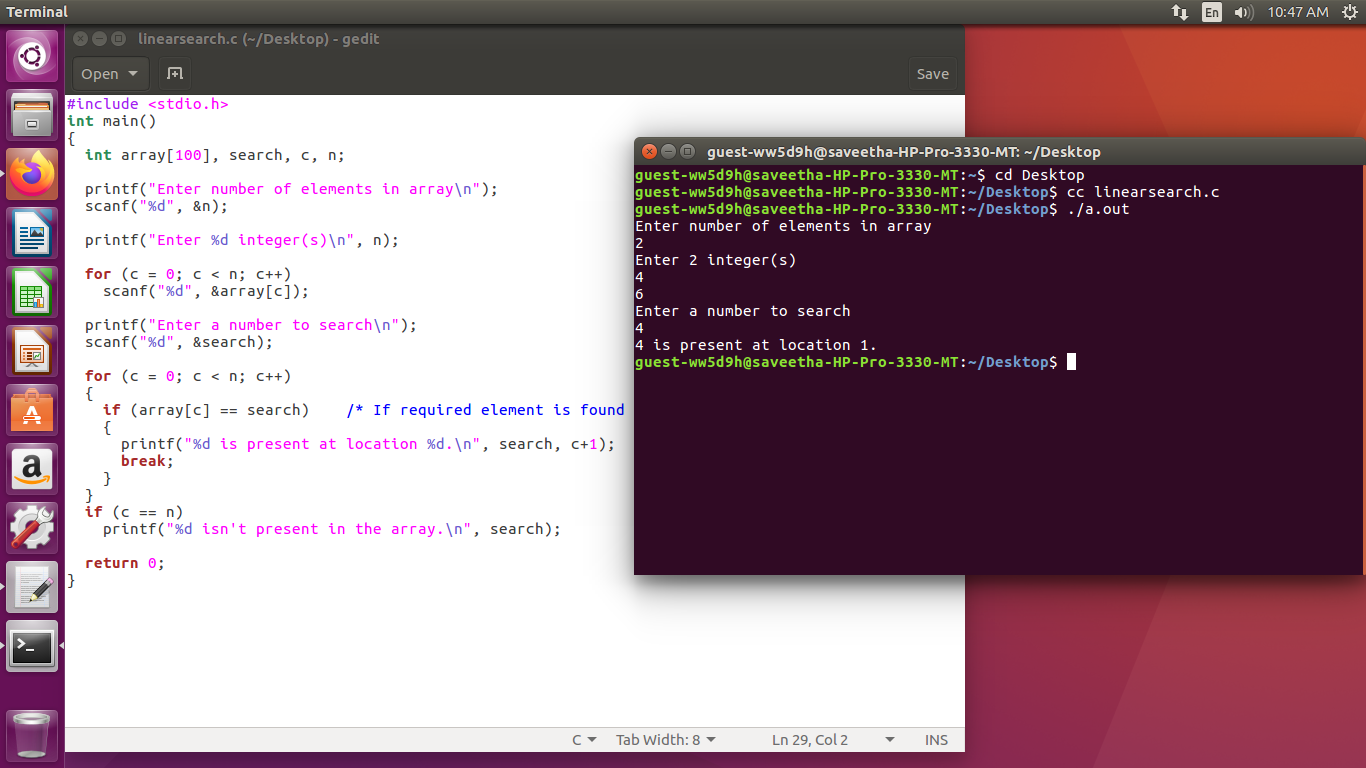 Terminal
En
10:47 AM
linearsearch.c (~/Desktop) - gedit
Open
Save
#include <stdio.h>
int main()
{
  int array[100], search, c, n;
  printf("Enter number of elements in array\n");
  scanf("%d", &n);
  printf("Enter %d integer(s)\n", n);
  for (c = 0; c < n; c++)
    scanf("%d", &array[c]);
  printf("Enter a number to search\n");
  scanf("%d", &search);
  for (c = 0; c < n; c++)
  {
    if (array[c] == search)    /* If required element is found
    {
      printf("%d is present at location %d.\n", search, c+1);
      break;
    }
  }
  if (c == n)
    printf("%d isn't present in the array.\n", search);
  return 0;
}
C
Tab Width: 8
Ln 29, Col 2
INS
guest-ww5d9h@saveetha-HP-Pro-3330-MT: ~/Desktop
guest-ww5d9h@saveetha-HP-Pro-3330-MT:~$ cd Desktop
guest-ww5d9h@saveetha-HP-Pro-3330-MT:~/Desktop$ cc linearsearch.c
guest-ww5d9h@saveetha-HP-Pro-3330-MT:~/Desktop$ ./a.out
Enter number of elements in array
2
Enter 2 integer(s)
4
6
Enter a number to search
4
4 is present at location 1.
guest-ww5d9h@saveetha-HP-Pro-3330-MT:~/Desktop$